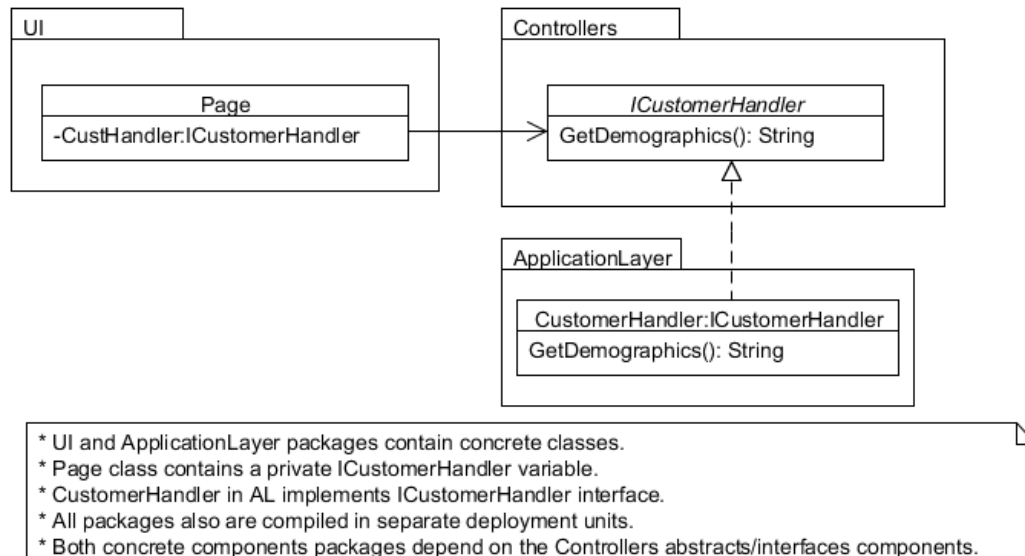 UI
Controllers
Page
-CustHandler:ICustomerHandler
ICustomerHandler
GetDemographics(): String
ApplicationLayer
CustomerHandler:ICustomerHandler
GetDemographics(): String
* UI and ApplicationLayer packages contain concrete classes.
* Page class contains a private ICustomerHandler variable.
* CustomerHandler in AL implements ICustomerHandler interface.
* All packages also are compiled in separate deployment units.
* Both concrete components packages depend on the Controllers abstracts/interfaces components.